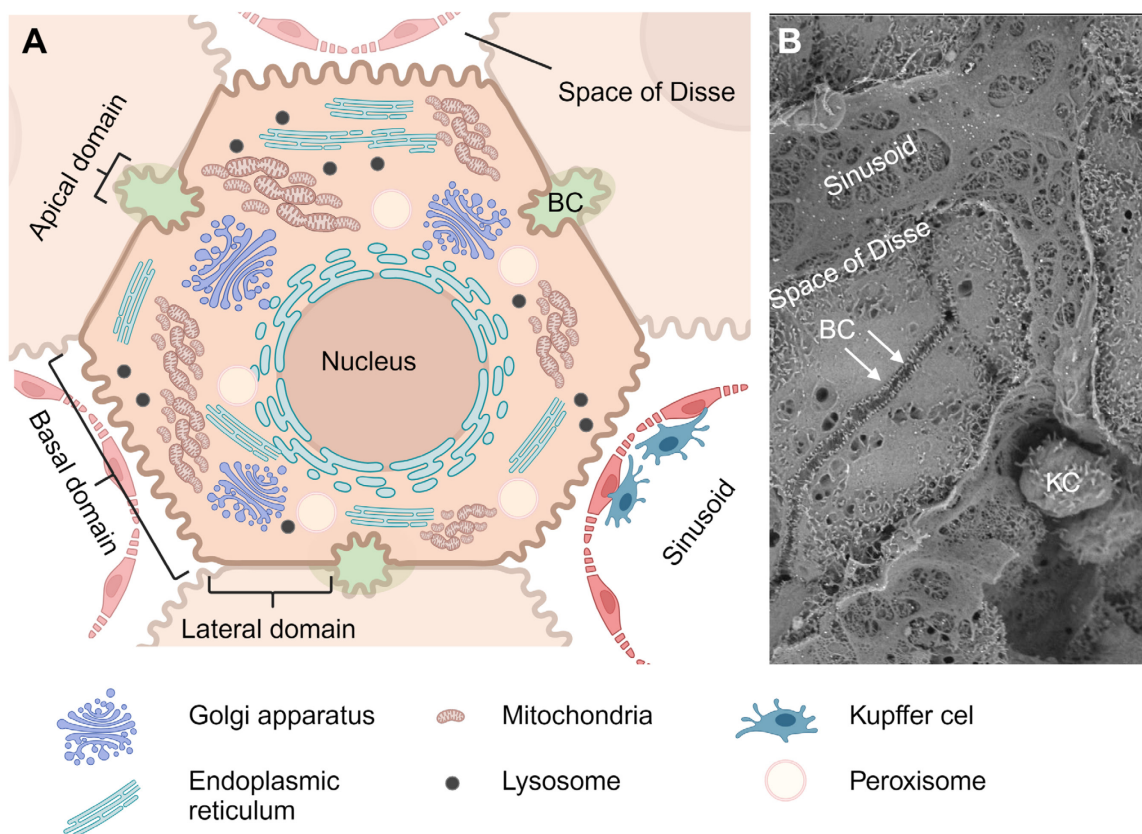 A
Space of Disse
Apical domain
BC
Nucleus
Basal domain
Sinusoid
Lateral domain
B
Sinusoid
Space of Disse
BC
KC
Golgi apparatus
Mitochondria
Kupffer cel
Endoplasmic
reticulum
Lysosome
Peroxisome